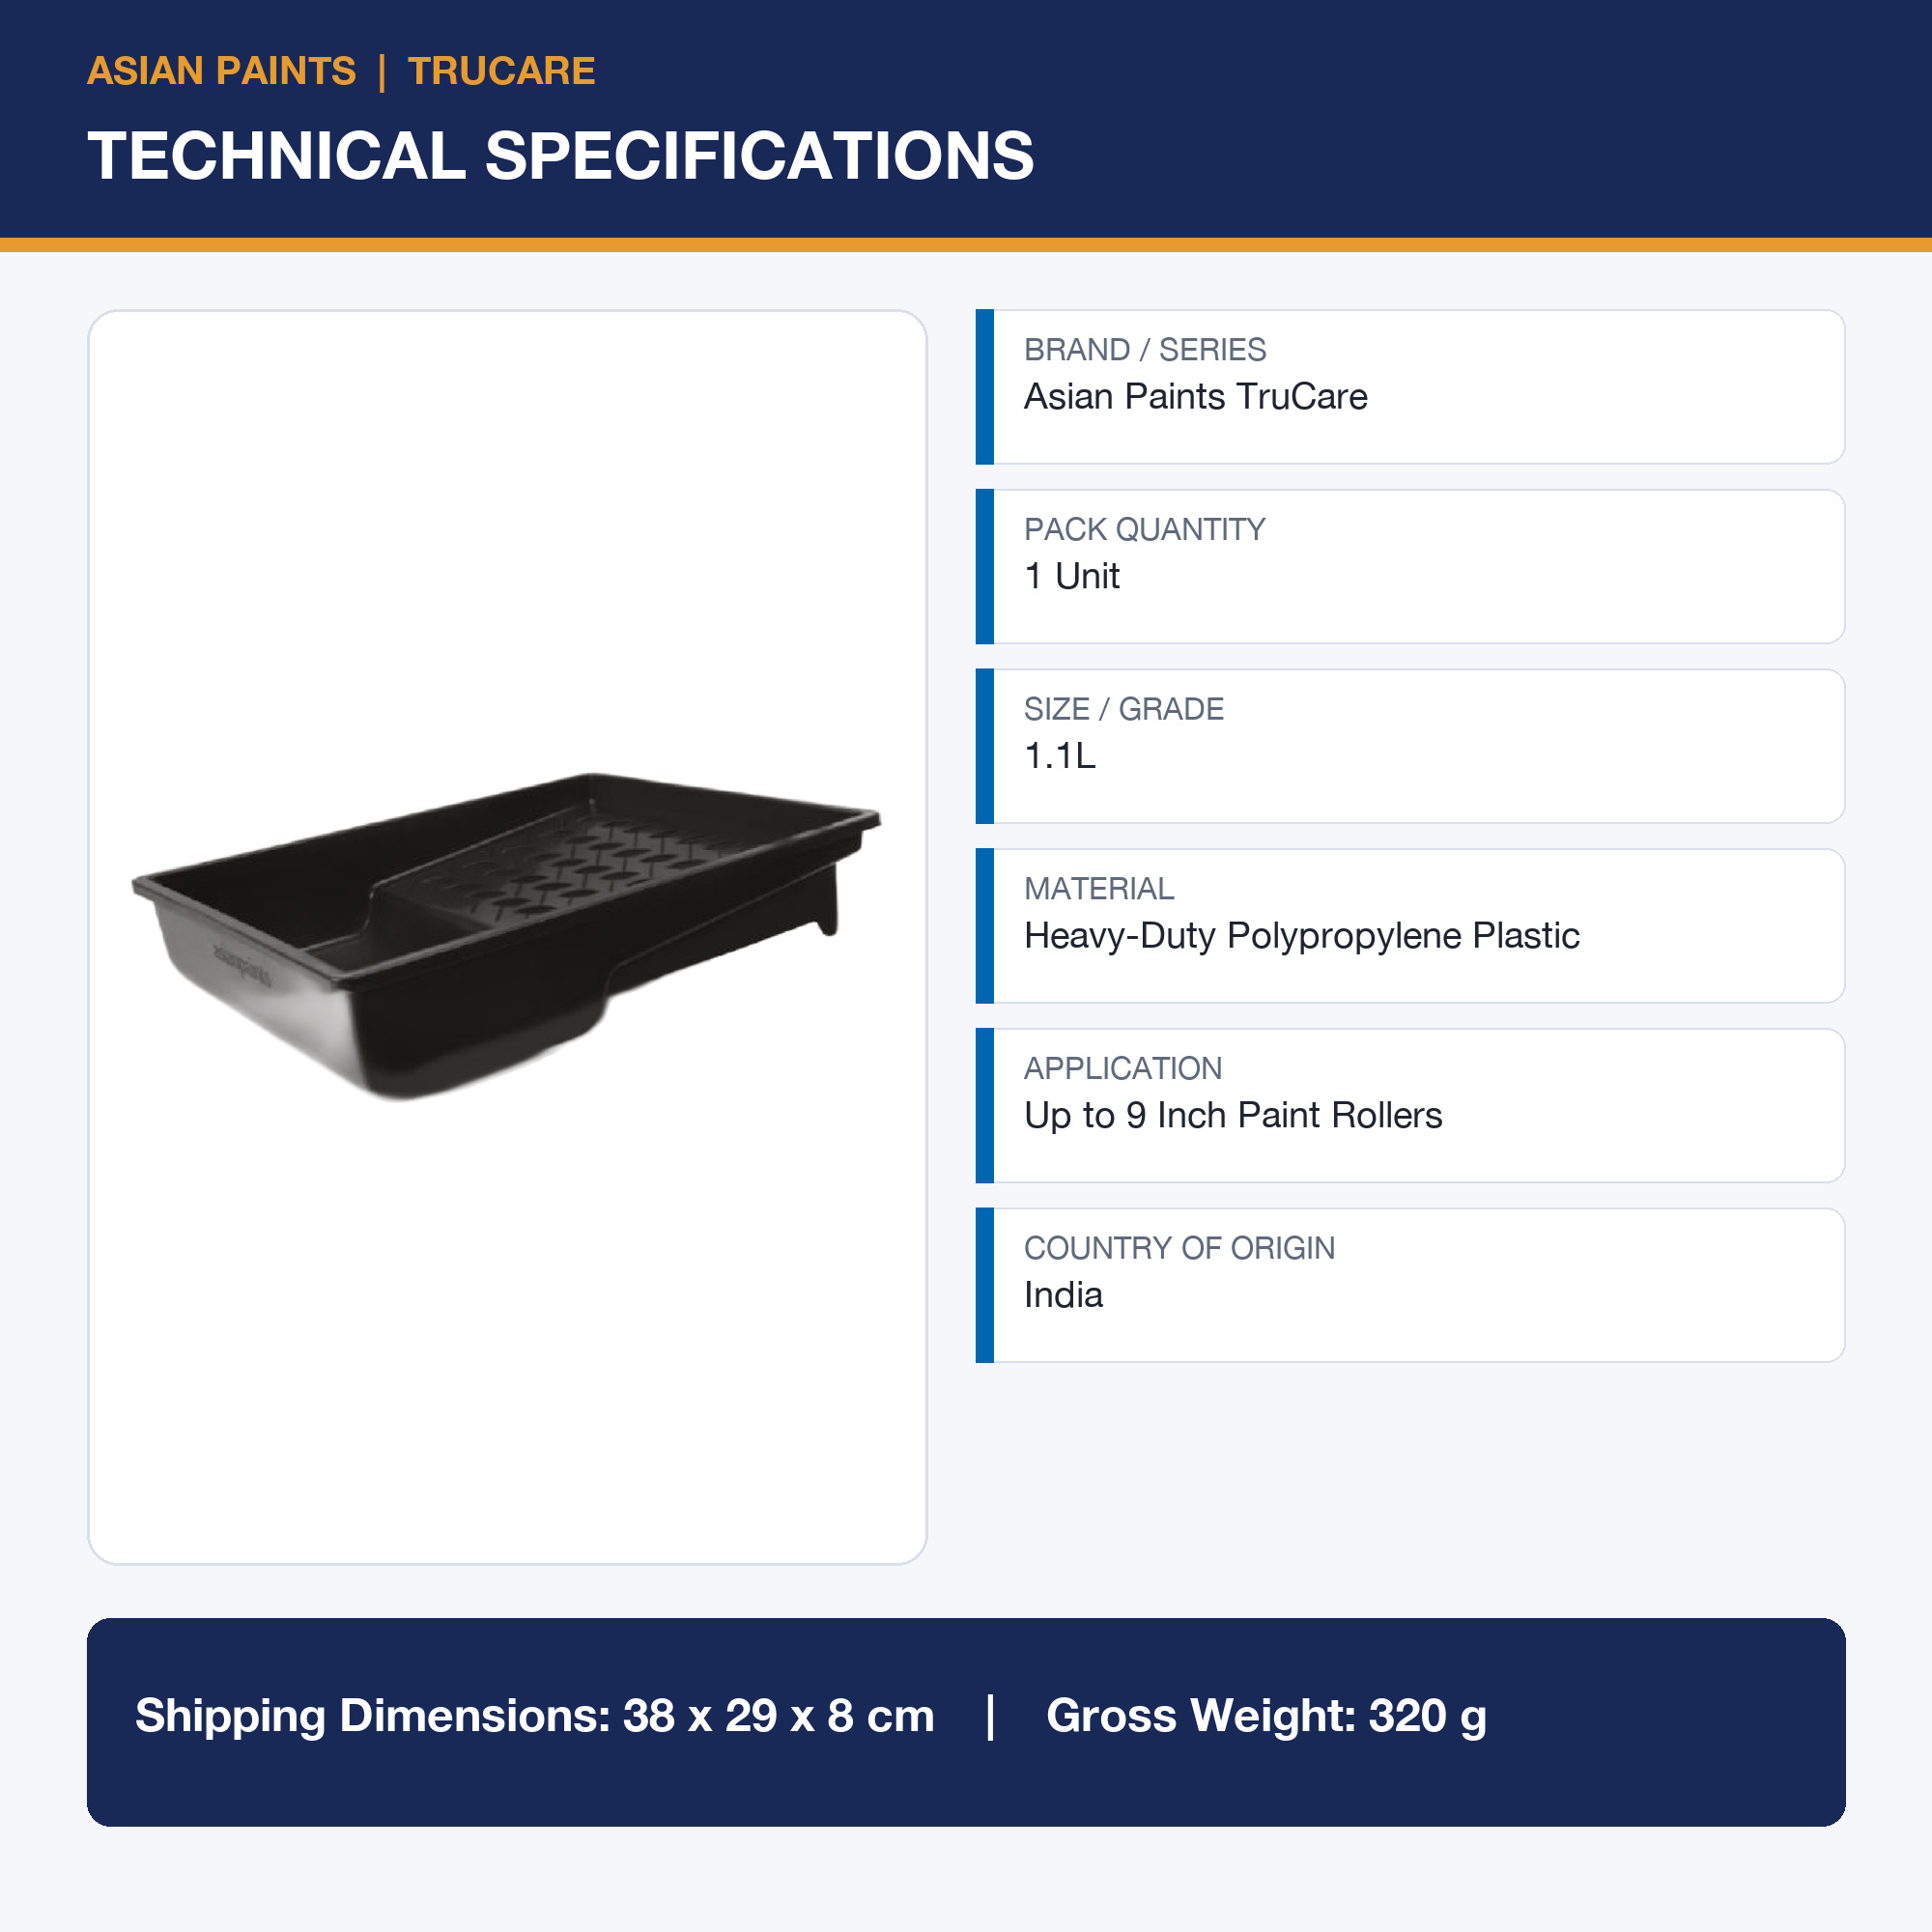 ASIAN PAINTS | TRUCARE
TECHNICAL SPECIFICATIONS
asianpaints
BRAND / SERIES
Asian Paints TruCare
PACK QUANTITY
1 Unit
SIZE / GRADE
1.1L
MATERIAL
Heavy-Duty Polypropylene Plastic
APPLICATION
Up to 9 Inch Paint Rollers
COUNTRY OF ORIGIN
India
Shipping Dimensions: 38 x 29 x 8 cm | Gross Weight: 320 g